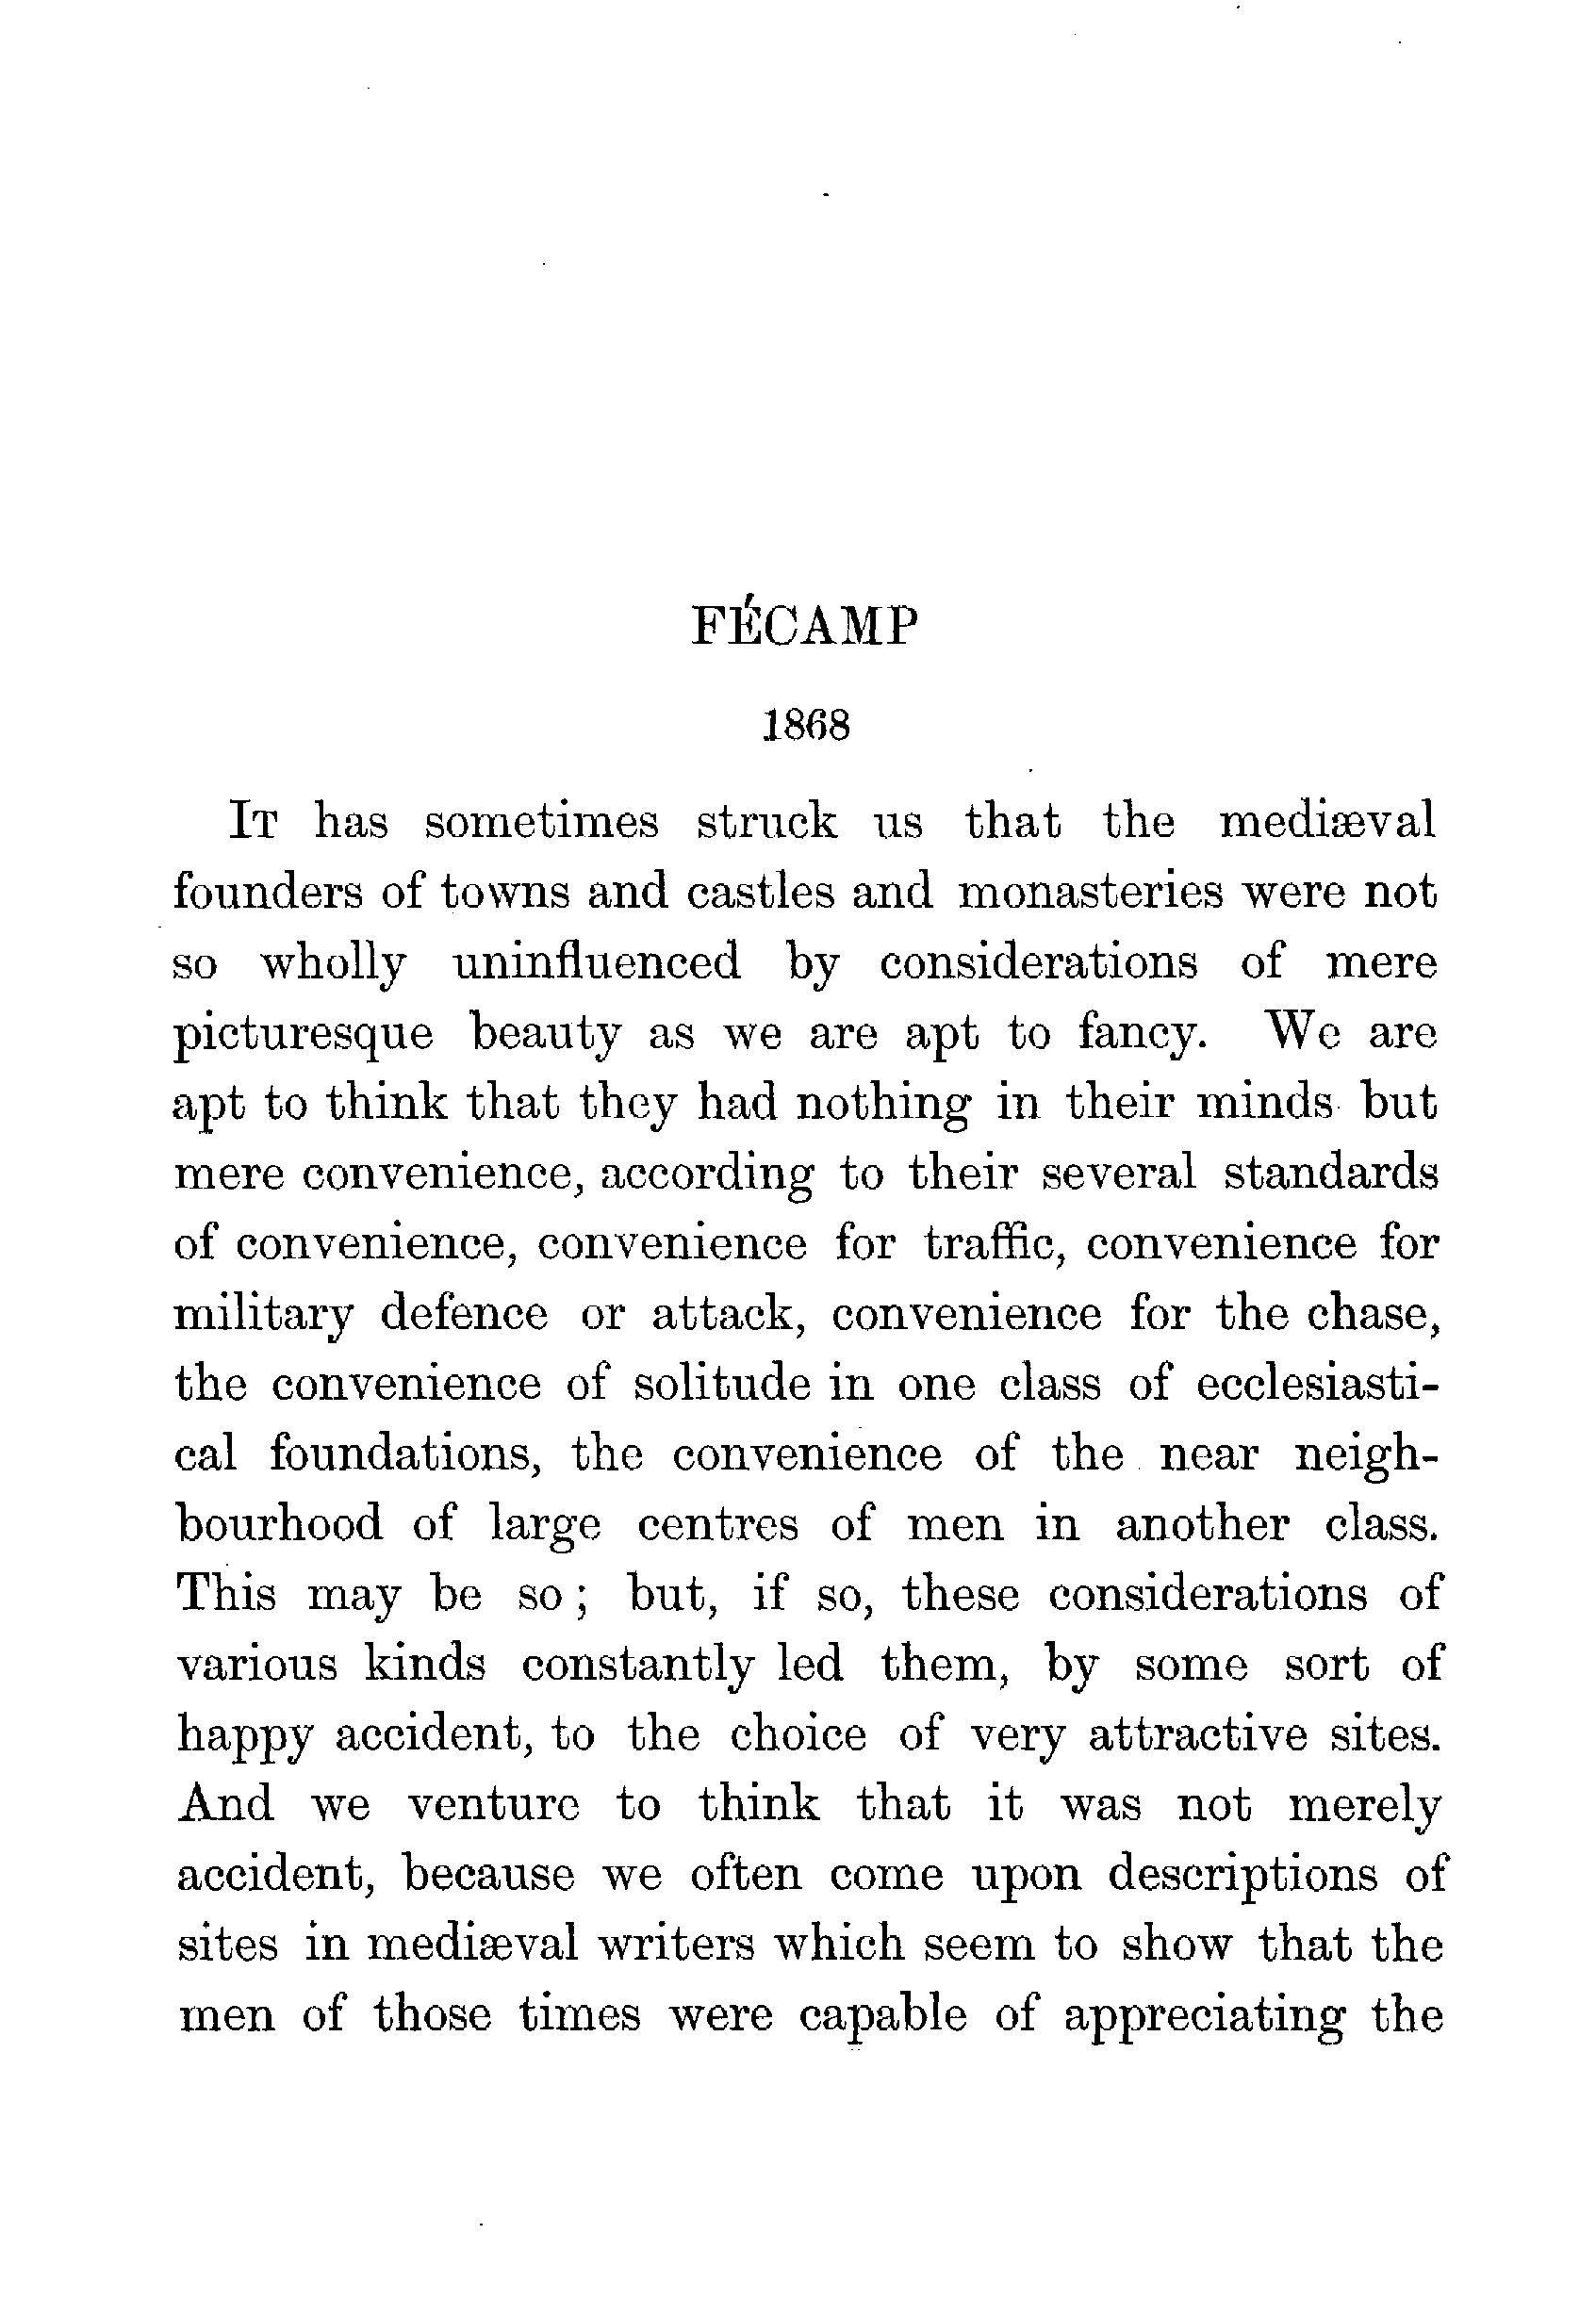 FÉCAMP
1868
IT has sometimes struck us that the mediæval
founders of towns and castles and monasteries were not
so wholly uninfluenced by considerations of mere
picturesque beauty as we are apt to fancy. We are
apt to think that they had nothing in their minds but
mere convenience, according to their several standards
of convenience, convenience for traffic, convenience for
military defence or attack, convenience for the chase,
the convenience of solitude in one class of ecclesiasti-
cal foundations, the convenience of the near neigh-
bourhood of large centres of men in another class.
This may be so; but, if so, these considerations of
various kinds constantly led them, by some sort of
happy accident, to the choice of very attractive sites.
And we venture to think that it was not merely
accident, because we often come upon descriptions of
sites in mediæval writers which seem to show that the
men of those times were capable of appreciating the